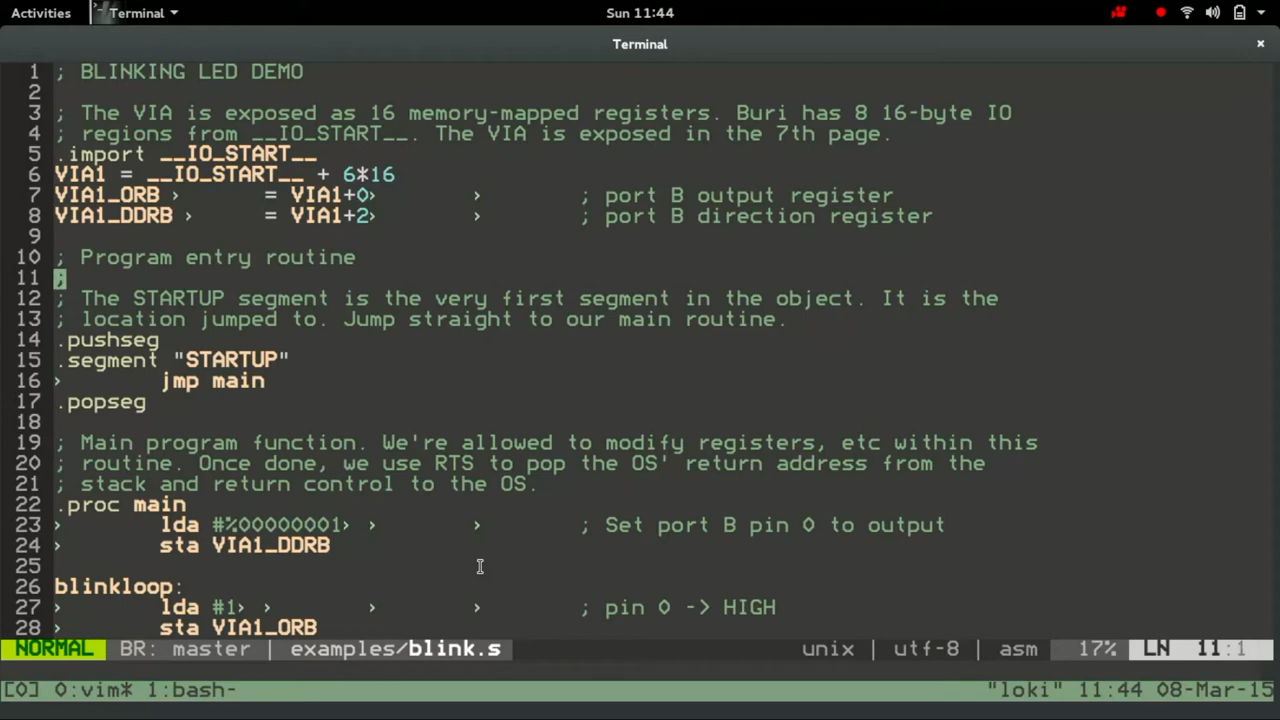 Activities Terminal Sun 11:44
Terminal ×
1 ; BLINKING LED DEMO
2
3 ; The VIA is exposed as 16 memory-mapped registers. Buri has 8 16-byte IO
4 ; regions from __IO_START__. The VIA is exposed in the 7th page.
5 .import __IO_START__
6 VIA1 = __IO_START__ + 6*16
7 VIA1_ORB › = VIA1+0› › ; port B output register
8 VIA1_DDRB › = VIA1+2› › ; port B direction register
9
10 ; Program entry routine
11 ;
12 ; The STARTUP segment is the very first segment in the object. It is the
13 ; location jumped to. Jump straight to our main routine.
14 .pushseg
15 .segment "STARTUP"
16 › jmp main
17 .popseg
18
19 ; Main program function. We're allowed to modify registers, etc within this
20 ; routine. Once done, we use RTS to pop the OS' return address from the
21 ; stack and return control to the OS.
22 .proc main
23 › lda #%00000001› › › ; Set port B pin 0 to output
24 › sta VIA1_DDRB
25
26 blinkloop:
27 › lda #1› › › › ; pin 0 -> HIGH
28 › sta VIA1_ORB
NORMAL BR: master | examples/blink.s unix | utf-8 | asm 17% LN 11:1
[0] 0:vim* 1:bash- "loki" 11:44 08-Mar-15